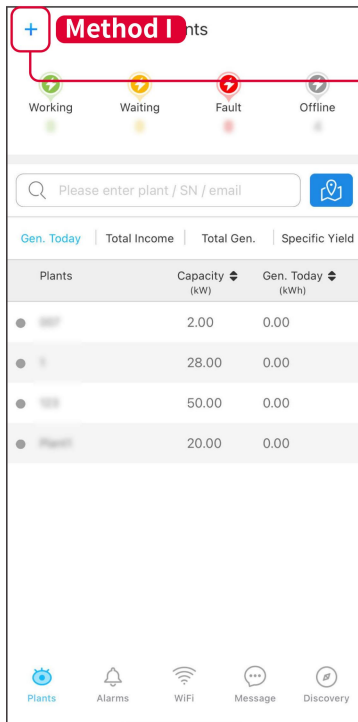 + Method I nts
Working Waiting Fault Offline
Please enter plant / SN / email
Gen. Today Total Income Total Gen. Specific Yield
Plants Capacity Gen. Today
(kW) (kWh)
2.00 0.00
28.00 0.00
50.00 0.00
20.00 0.00
Plants Alarms WiFi Message Discovery